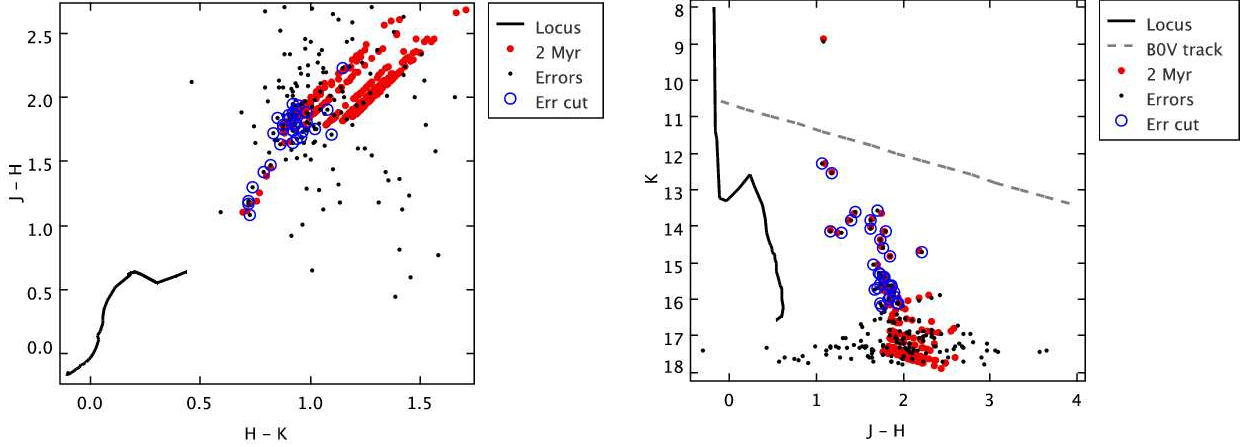 2.5
2.0
1.5
1.0
0.5
0.0
J – H
0.0
0.5
1.0
1.5
H – K
Locus
2 Myr
Errors
Err cut
8
9
10
11
12
13
14
15
16
17
18
K
0
1
2
3
4
J – H
Locus
B0V track
2 Myr
Errors
Err cut